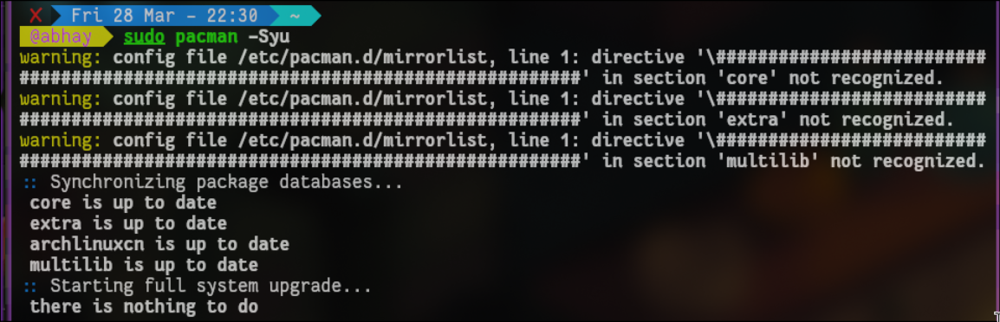 ✗ Fri 28 Mar – 22:30 ~
@abhay sudo pacman –Syu
warning: config file /etc/pacman.d/mirrorlist, line 1: directive '\##########################
######################################################' in section 'core' not recognized.
warning: config file /etc/pacman.d/mirrorlist, line 1: directive '\##########################
######################################################' in section 'extra' not recognized.
warning: config file /etc/pacman.d/mirrorlist, line 1: directive '\##########################
######################################################' in section 'multilib' not recognized.
:: Synchronizing package databases...
core is up to date
extra is up to date
archlinuxcn is up to date
multilib is up to date
:: Starting full system upgrade...
there is nothing to do